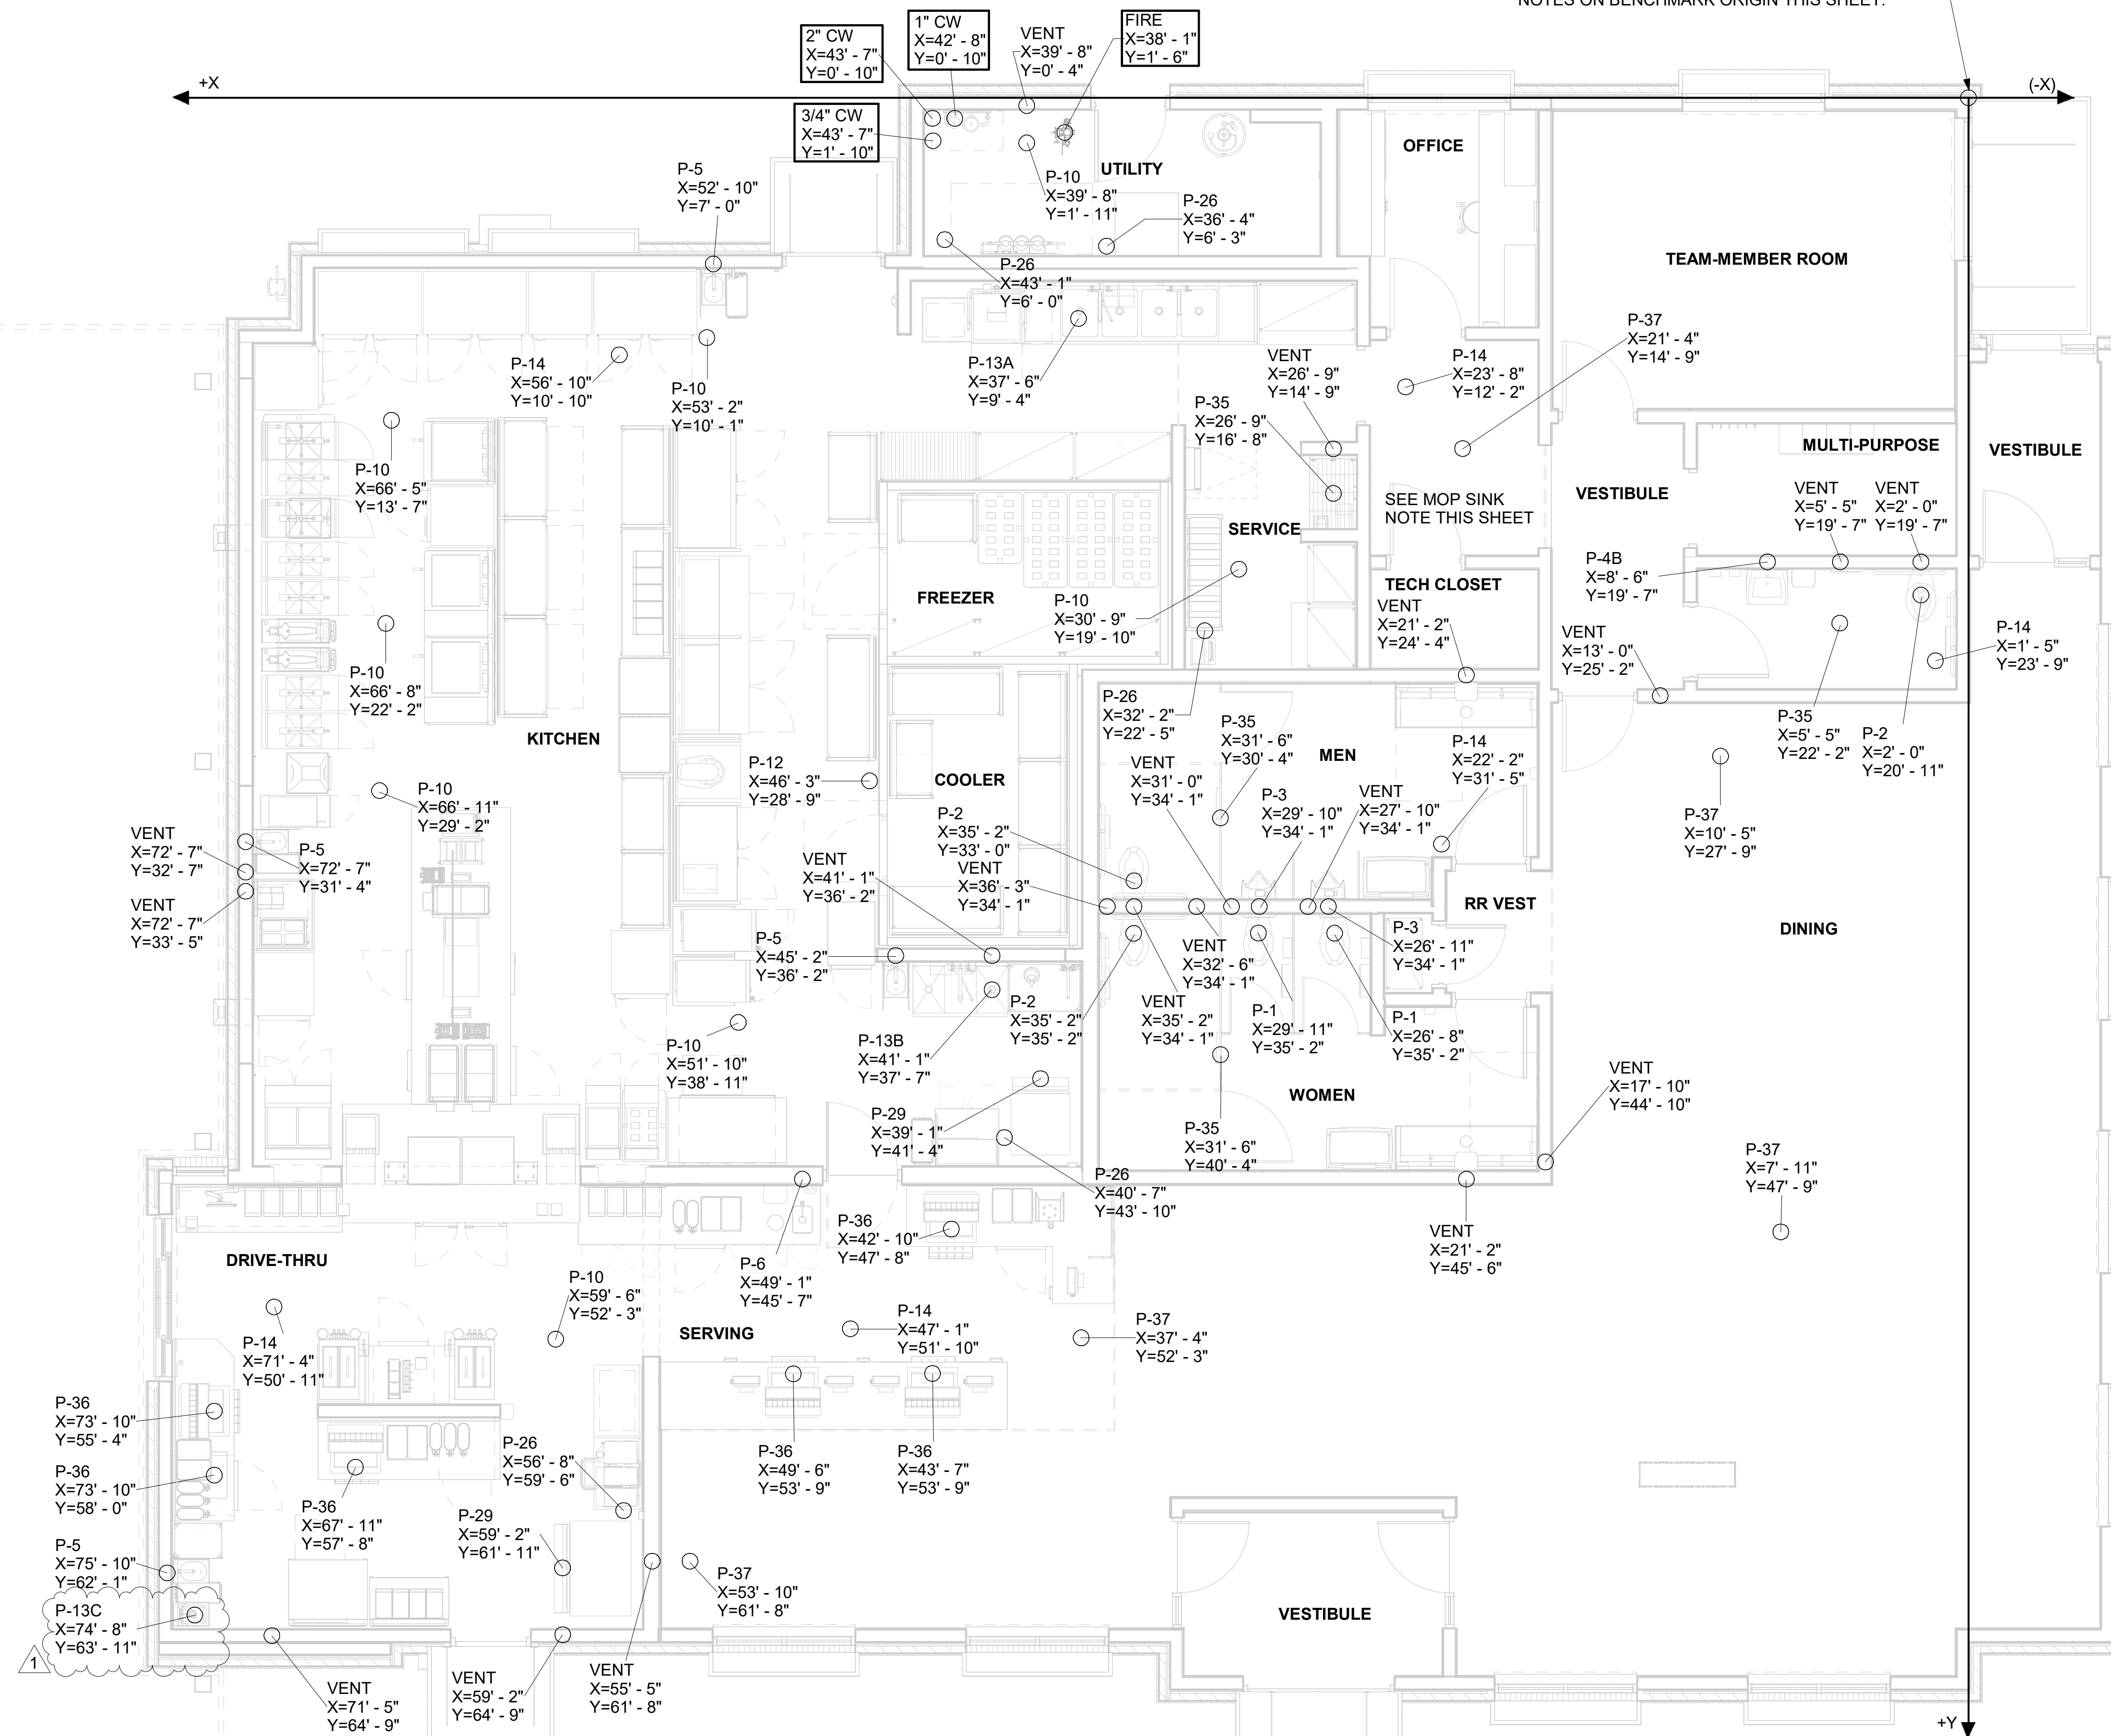 NOTES ON BENCHMARK ORIGIN THIS SHEET.
+X
(-X)
2" CW
X=43' - 7"
Y=0' - 10"
1" CW
X=42' - 8"
Y=0' - 10"
VENT
X=39' - 8"
Y=0' - 4"
FIRE
X=38' - 1"
Y=1' - 6"
3/4" CW
X=43' - 7"
Y=1' - 10"
P-10
X=39' - 8"
Y=1' - 11"
UTILITY
P-26
X=36' - 4"
Y=6' - 3"
P-26
X=43' - 1"
Y=6' - 0"
OFFICE
TEAM-MEMBER ROOM
P-5
X=52' - 10"
Y=7' - 0"
P-14
X=56' - 10"
Y=10' - 10"
P-10
X=53' - 2"
Y=10' - 1"
P-13A
X=37' - 6"
Y=9' - 4"
VENT
X=26' - 9"
Y=14' - 9"
P-14
X=23' - 8"
Y=12' - 2"
P-37
X=21' - 4"
Y=14' - 9"
P-35
X=26' - 9"
Y=16' - 8"
P-10
X=66' - 5"
Y=13' - 7"
SEE MOP SINK
NOTE THIS SHEET
SERVICE
VESTIBULE
MULTI-PURPOSE
VENT
X=5' - 5"
Y=19' - 7"
VENT
X=2' - 0"
Y=19' - 7"
VESTIBULE
P-4B
X=8' - 6"
Y=19' - 7"
TECH CLOSET
VENT
X=21' - 2"
Y=24' - 4"
FREEZER
P-10
X=30' - 9"
Y=19' - 10"
VENT
X=13' - 0"
Y=25' - 2"
P-14
X=1' - 5"
Y=23' - 9"
P-10
X=66' - 8"
Y=22' - 2"
KITCHEN
P-26
X=32' - 2"
Y=22' - 5"
P-35
X=31' - 6"
Y=30' - 4"
MEN
P-14
X=22' - 2"
Y=31' - 5"
P-35
X=5' - 5"
Y=22' - 2"
P-2
X=2' - 0"
Y=20' - 11"
P-12
X=46' - 3"
Y=28' - 9"
COOLER
VENT
X=31' - 0"
Y=34' - 1"
P-3
X=29' - 10"
Y=34' - 1"
VENT
X=27' - 10"
Y=34' - 1"
P-37
X=10' - 5"
Y=27' - 9"
P-10
X=66' - 11"
Y=29' - 2"
P-2
X=35' - 2"
Y=33' - 0"
VENT
X=36' - 3"
Y=34' - 1"
VENT
X=41' - 1"
Y=36' - 2"
VENT
X=72' - 7"
Y=32' - 7"
P-5
X=72' - 7"
Y=31' - 4"
VENT
X=72' - 7"
Y=33' - 5"
RR VEST
DINING
P-5
X=45' - 2"
Y=36' - 2"
VENT
X=32' - 6"
Y=34' - 1"
P-3
X=26' - 11"
Y=34' - 1"
P-2
X=35' - 2"
Y=35' - 2"
VENT
X=35' - 2"
Y=34' - 1"
P-1
X=29' - 11"
Y=35' - 2"
P-1
X=26' - 8"
Y=35' - 2"
P-10
X=51' - 10"
Y=38' - 11"
P-13B
X=41' - 1"
Y=37' - 7"
WOMEN
VENT
X=17' - 10"
Y=44' - 10"
P-29
X=39' - 1"
Y=41' - 4"
P-35
X=31' - 6"
Y=40' - 4"
P-37
X=7' - 11"
Y=47' - 9"
P-26
X=40' - 7"
Y=43' - 10"
P-36
X=42' - 10"
Y=47' - 8"
VENT
X=21' - 2"
Y=45' - 6"
DRIVE-THRU
P-6
X=49' - 1"
Y=45' - 7"
P-10
X=59' - 6"
Y=52' - 3"
SERVING
P-14
X=47' - 1"
Y=51' - 10"
P-37
X=37' - 4"
Y=52' - 3"
P-14
X=71' - 4"
Y=50' - 11"
P-36
X=73' - 10"
Y=55' - 4"
P-36
X=73' - 10"
Y=58' - 0"
P-26
X=56' - 8"
Y=59' - 6"
P-36
X=49' - 6"
Y=53' - 9"
P-36
X=43' - 7"
Y=53' - 9"
P-36
X=67' - 11"
Y=57' - 8"
P-29
X=59' - 2"
Y=61' - 11"
P-5
X=75' - 10"
Y=62' - 1"
P-37
X=53' - 10"
Y=61' - 8"
P-13C
X=74' - 8"
Y=63' - 11"
1
VESTIBULE
VENT
X=71' - 5"
Y=64' - 9"
VENT
X=59' - 2"
Y=64' - 9"
VENT
X=55' - 5"
Y=61' - 8"
+Y